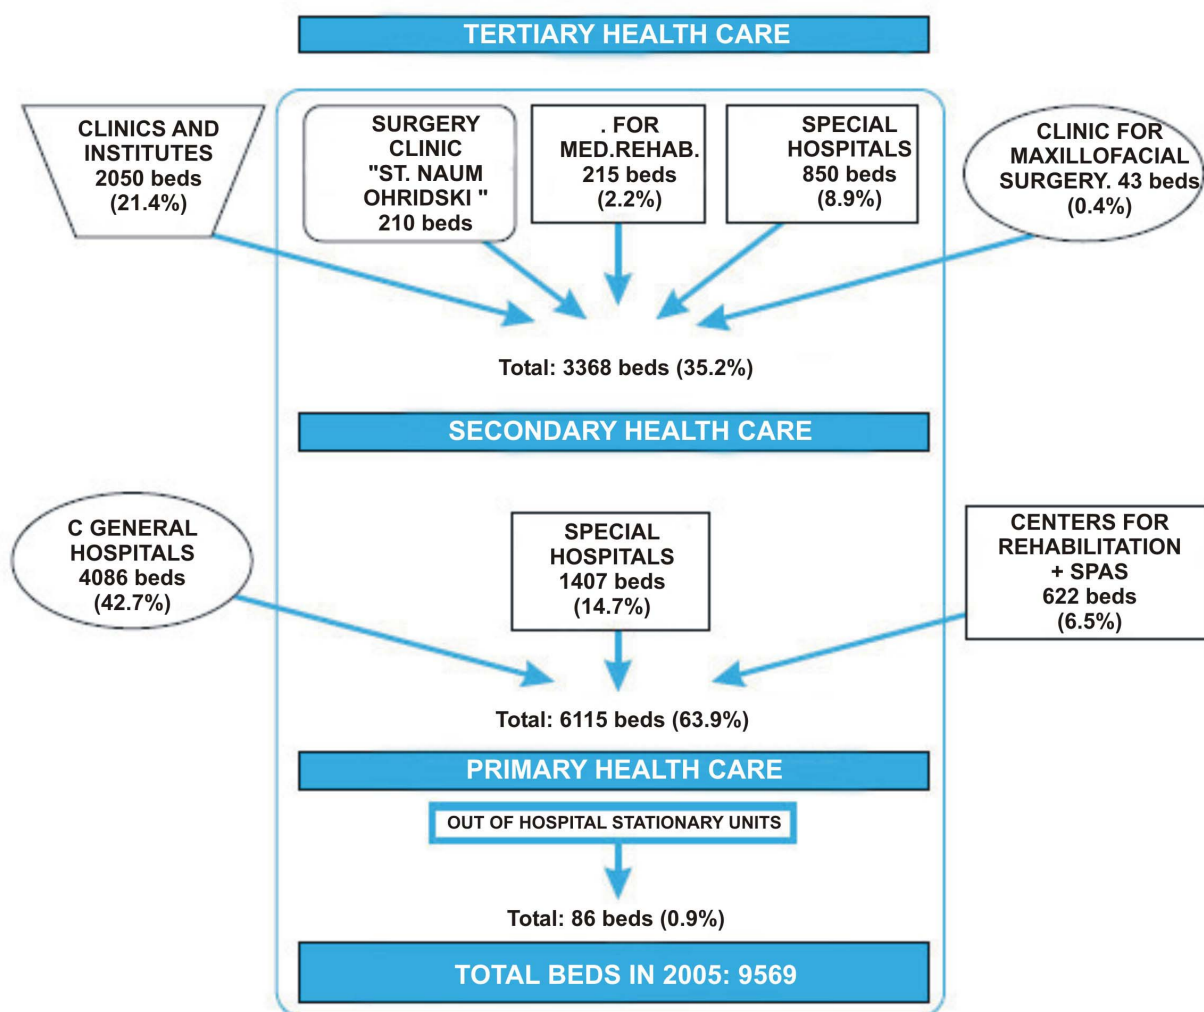 TERTIARY HEALTH CARE
CLINICS AND
INSTITUTES
2050 beds
(21.4%)
SURGERY
CLINIC
"ST. NAUM
OHRIDSKI "
210 beds
. FOR
MED.REHAB.
215 beds
(2.2%)
SPECIAL
HOSPITALS
850 beds
(8.9%)
CLINIC FOR
MAXILLOFACIAL
SURGERY. 43 beds
(0.4%)
Total: 3368 beds (35.2%)
SECONDARY HEALTH CARE
C GENERAL
HOSPITALS
4086 beds
(42.7%)
SPECIAL
HOSPITALS
1407 beds
(14.7%)
CENTERS FOR
REHABILITATION
+ SPAS
622 beds
(6.5%)
Total: 6115 beds (63.9%)
PRIMARY HEALTH CARE
OUT OF HOSPITAL STATIONARY UNITS
Total: 86 beds (0.9%)
TOTAL BEDS IN 2005: 9569